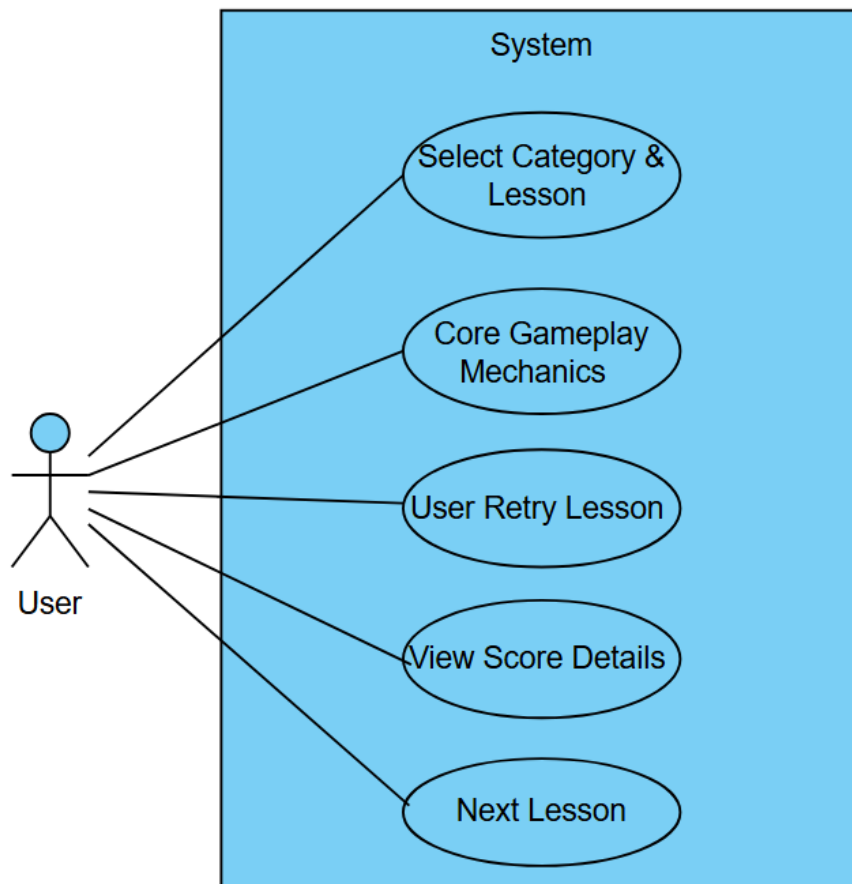 System
Select Category &
Lesson
Core Gameplay
Mechanics
User Retry Lesson
User
View Score Details
Next Lesson